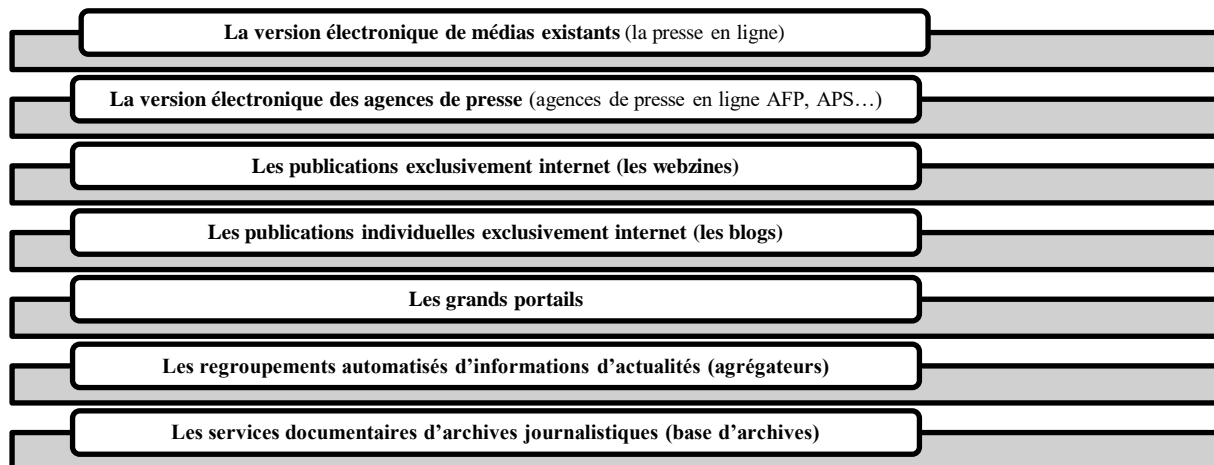 La version électronique de médias existants (la presse en ligne)
La version électronique des agences de presse (agences de presse en ligne AFP, APS…)
Les publications exclusivement internet (les webzines)
Les publications individuelles exclusivement internet (les blogs)
Les grands portails
Les regroupements automatisés d’informations d’actualités (agrégateurs)
Les services documentaires d’archives journalistiques (base d’archives)